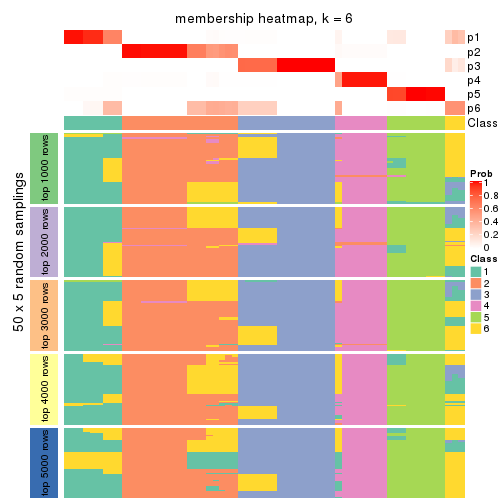 membership heatmap, k = 6
p1
p2
p3
p4
p5
p6
Class
50 x 5 random samplings
top 1000 rows
top 2000 rows
top 3000 rows
top 4000 rows
top 5000 rows
Prob
1
0.8
0.6
0.4
0.2
0
Class
1
2
3
4
5
6